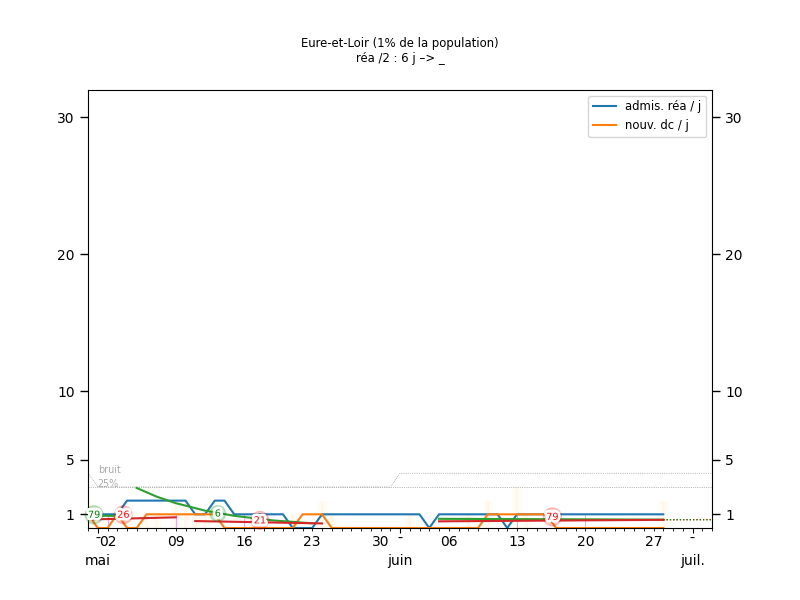 Eure-et-Loir (1% de la population)
réa /2 : 6 j –> _
admis. réa / j
nouv. dc / j
30 30
20 20
10 10
5 5
1 1
bruit
25%
79 26 6 21 79
- 02 09 16 23 30 - 06 13 20 27 -
mai juin juil.